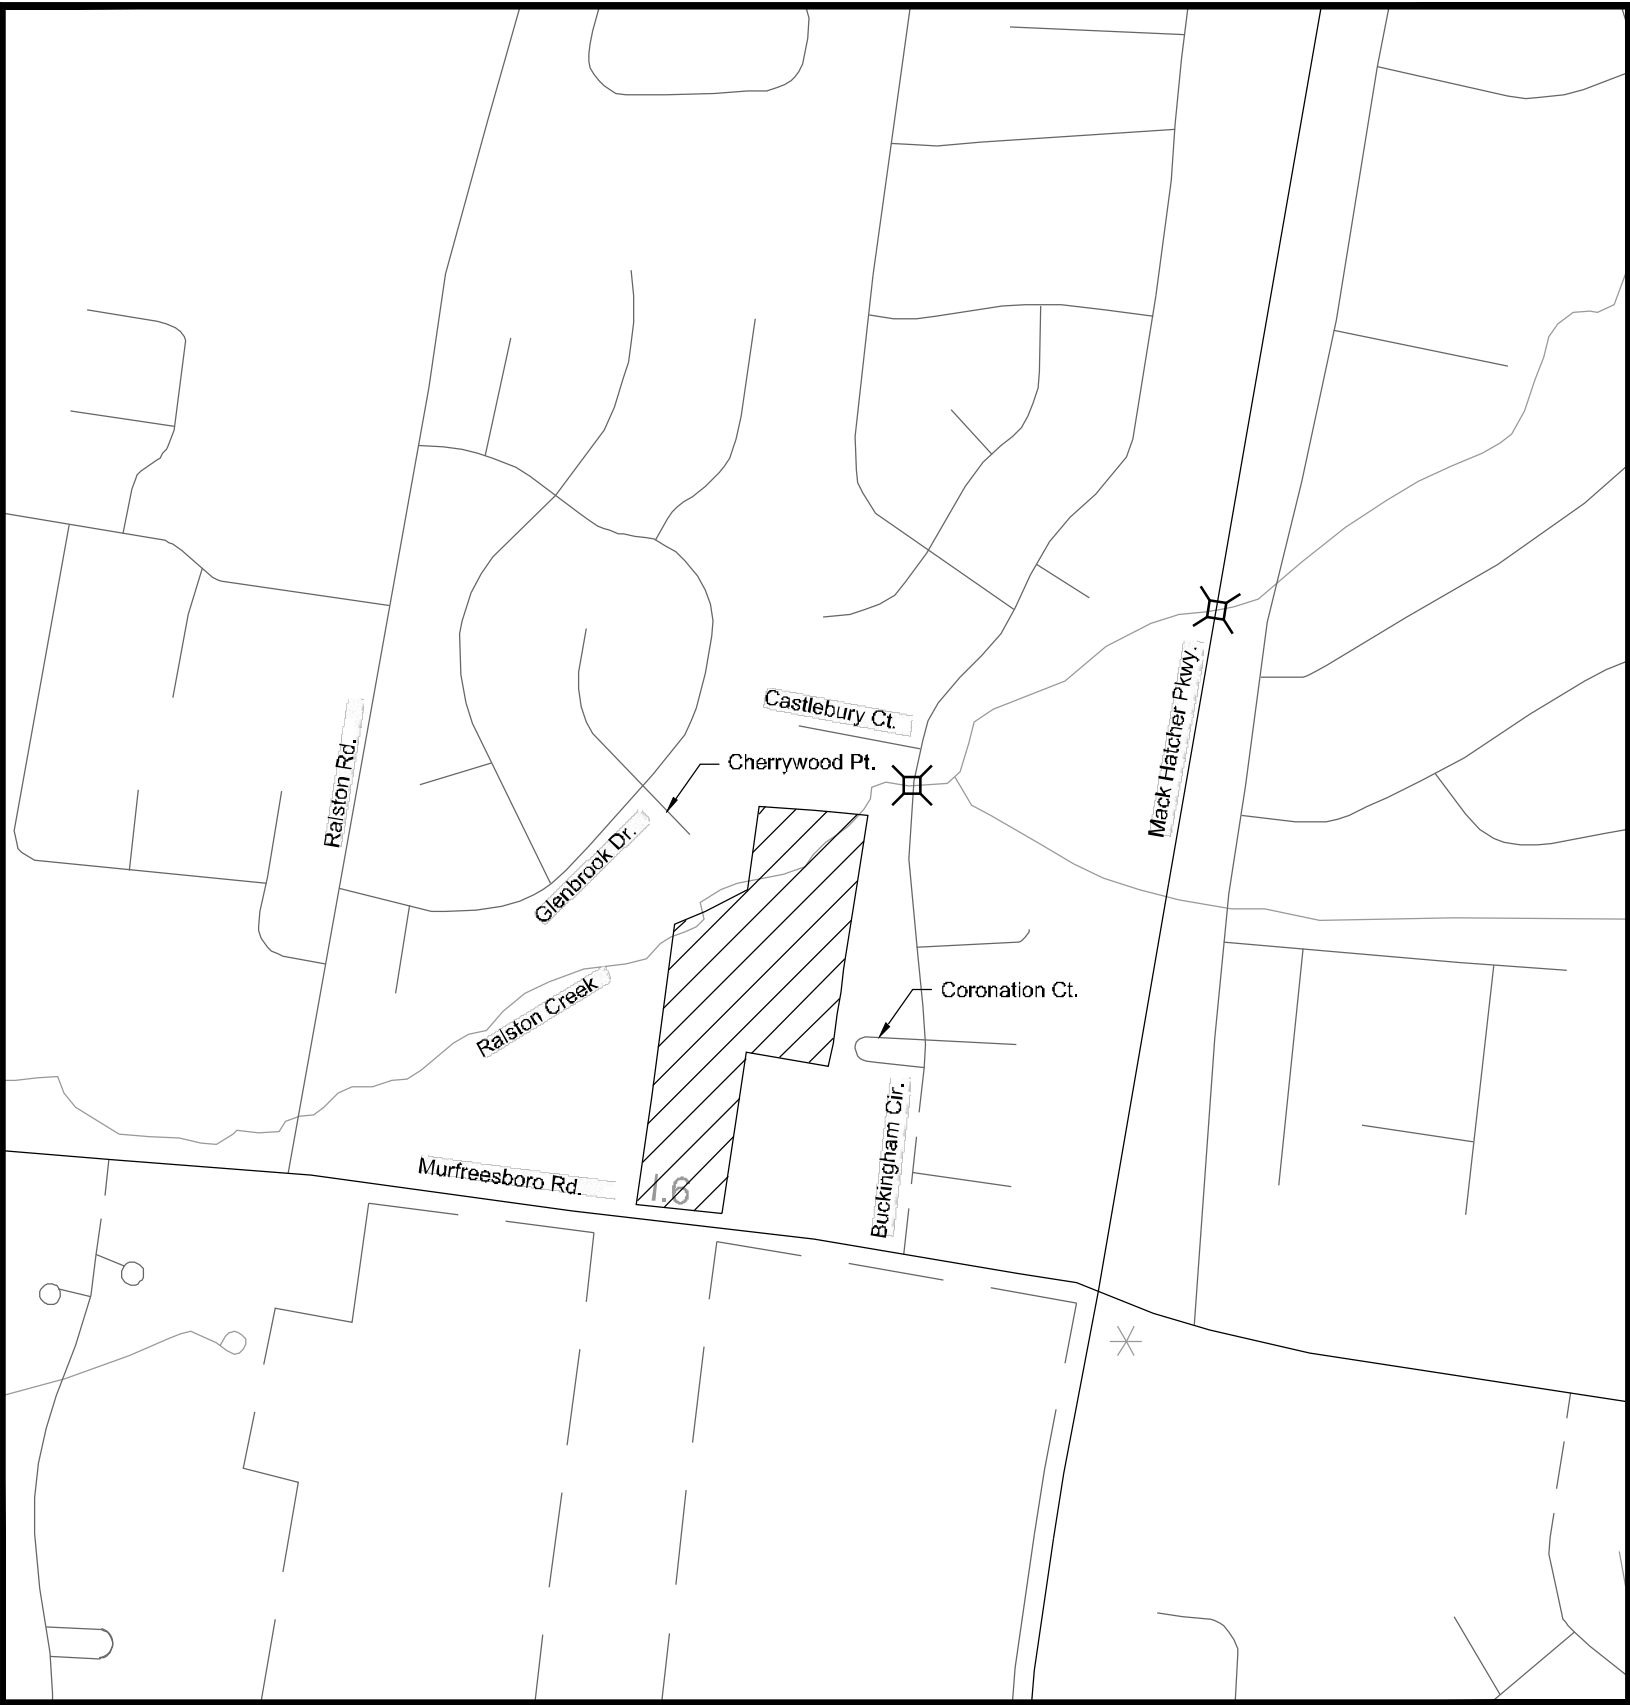 Castlebury Ct.
Cherrywood Pt.
Mack Hatcher Pkwy.
Ralston Rd.
Glenbrook Dr.
Ralston Creek
Coronation Ct.
Buckingham Cir.
Murfreesboro Rd.
I.6